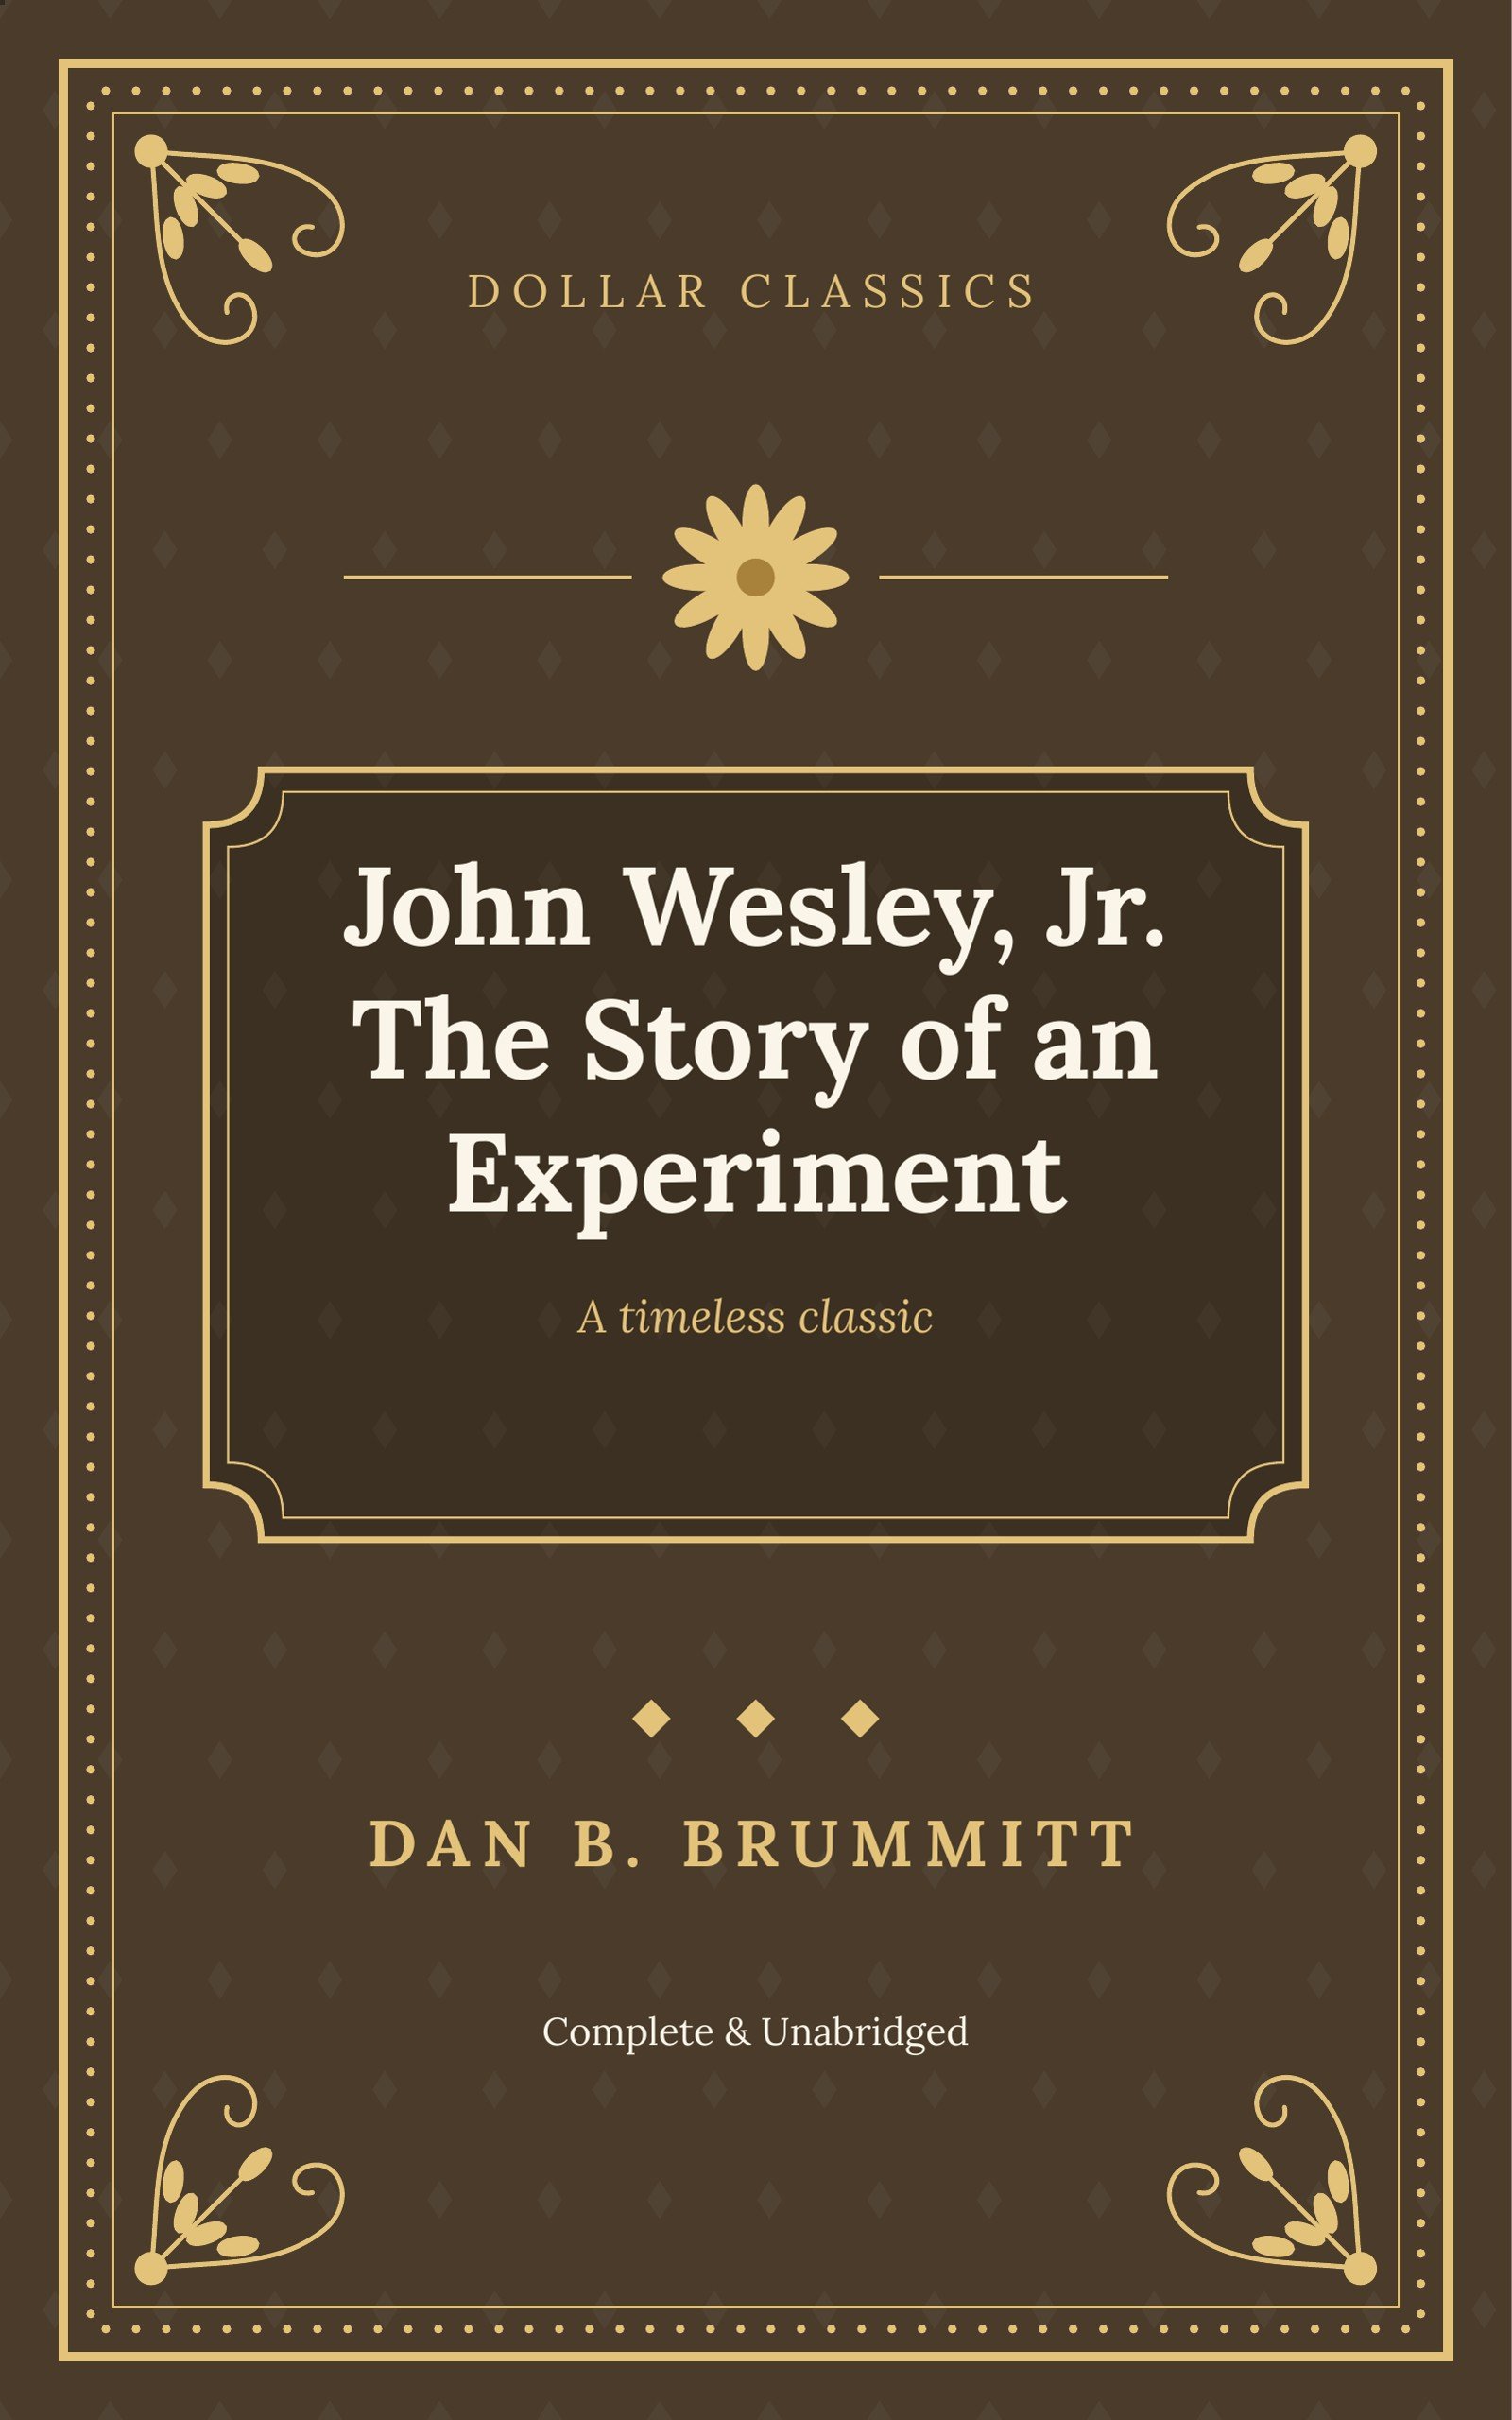 DOLLAR CLASSICS
John Wesley, Jr.
The Story of an
Experiment
A timeless classic
DAN B. BRUMMITT
Complete & Unabridged